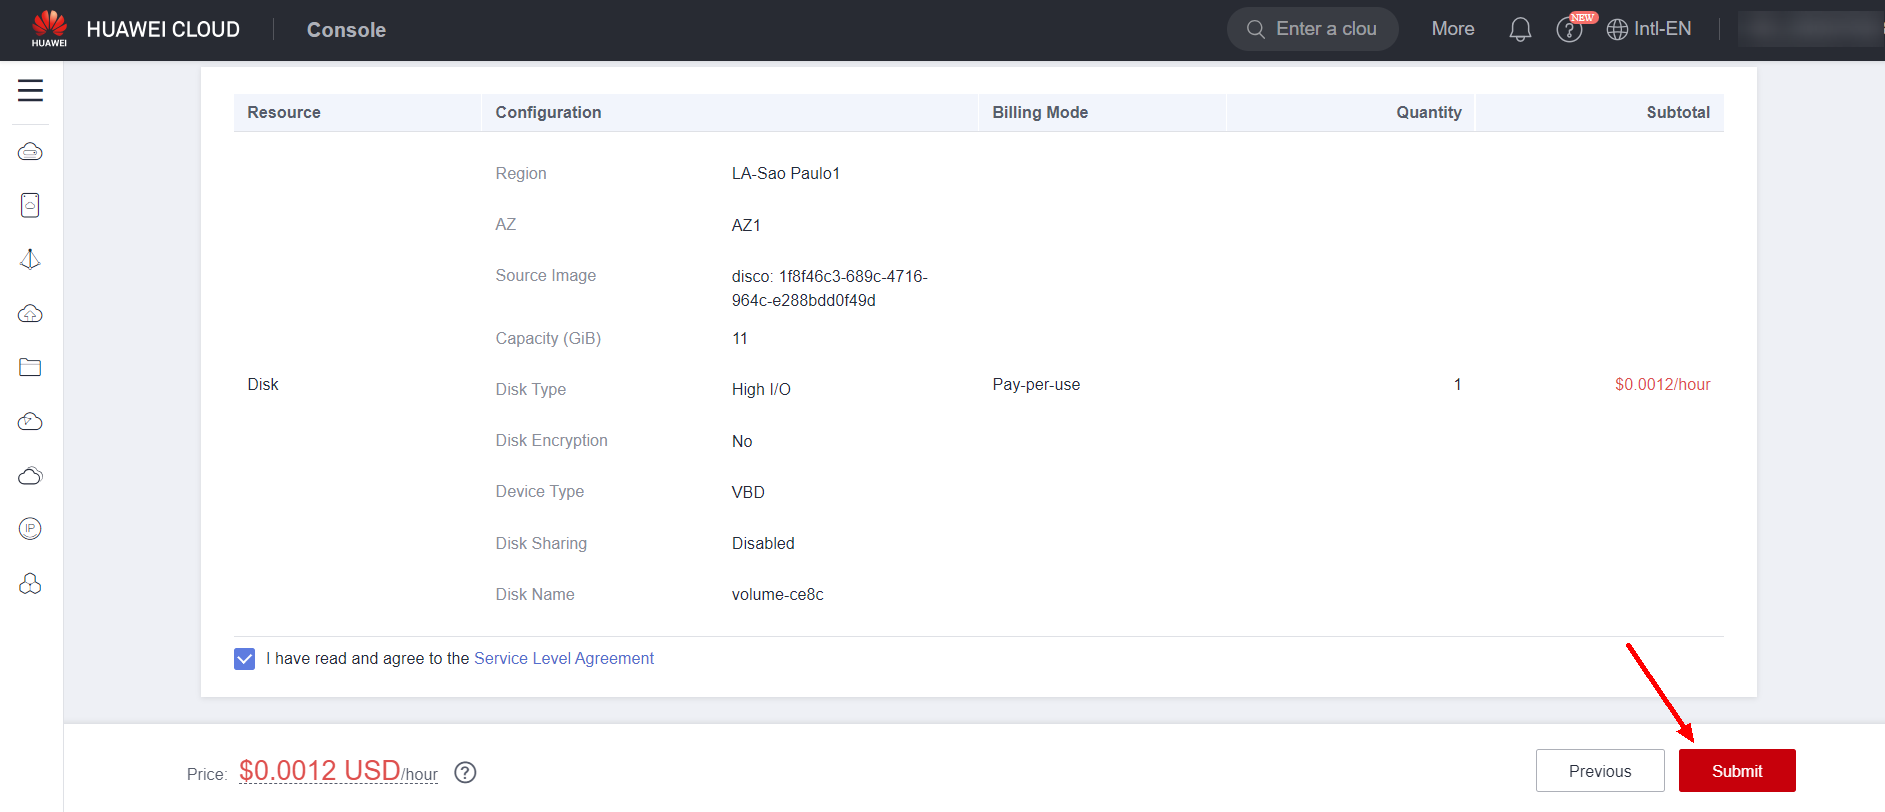 HUAWEI
HUAWEI CLOUD
Console
Enter a clou
More
NEW
Intl-EN
Resource Configuration Billing Mode Quantity Subtotal
Region LA-Sao Paulo1
AZ AZ1
Source Image disco: 1f8f46c3-689c-4716-
964c-e288bdd0f49d
Capacity (GiB) 11
Disk Disk Type High I/O Pay-per-use 1 $0.0012/hour
Disk Encryption No
Device Type VBD
IP
Disk Sharing Disabled
Disk Name volume-ce8c
I have read and agree to the Service Level Agreement
Price: $0.0012 USD/hour ?
Previous
Submit